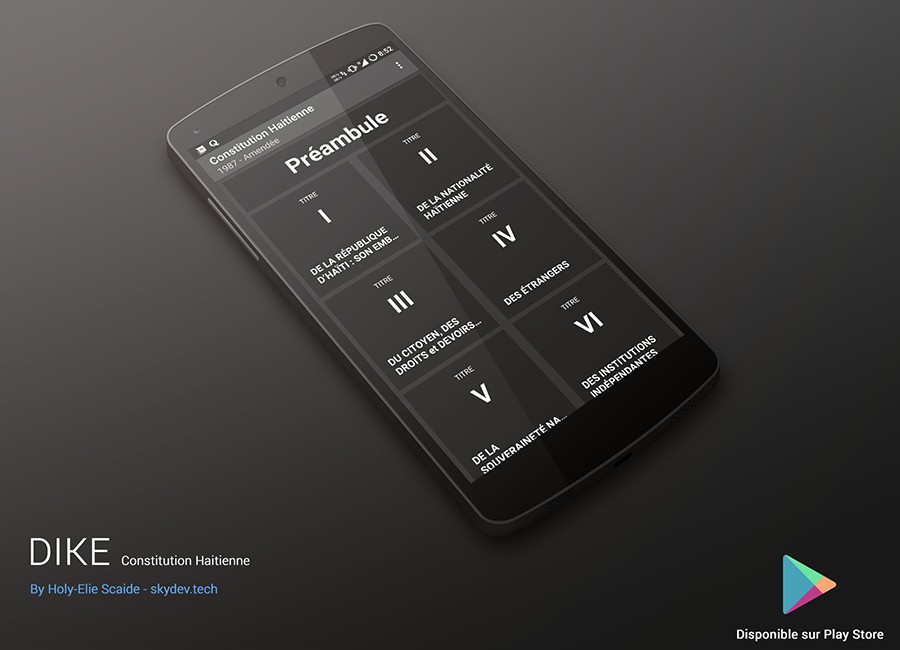 8:52
Constitution Haitienne
1987 - Amendée
Préambule
TITRE
I
DE LA RÉPUBLIQUE
D'HAÏTI : SON EMB...
TITRE
II
DE LA NATIONALITÉ
HAÏTIENNE
TITRE
III
DU CITOYEN, DES
DROITS et DEVOIRS...
TITRE
IV
DES ÉTRANGERS
TITRE
V
DE LA
SOUVERAINETÉ NA...
TITRE
VI
DES INSTITUTIONS
INDÉPENDANTES
DIKE Constitution Haitienne
By Holy-Elie Scaide - skydev.tech
Disponible sur Play Store